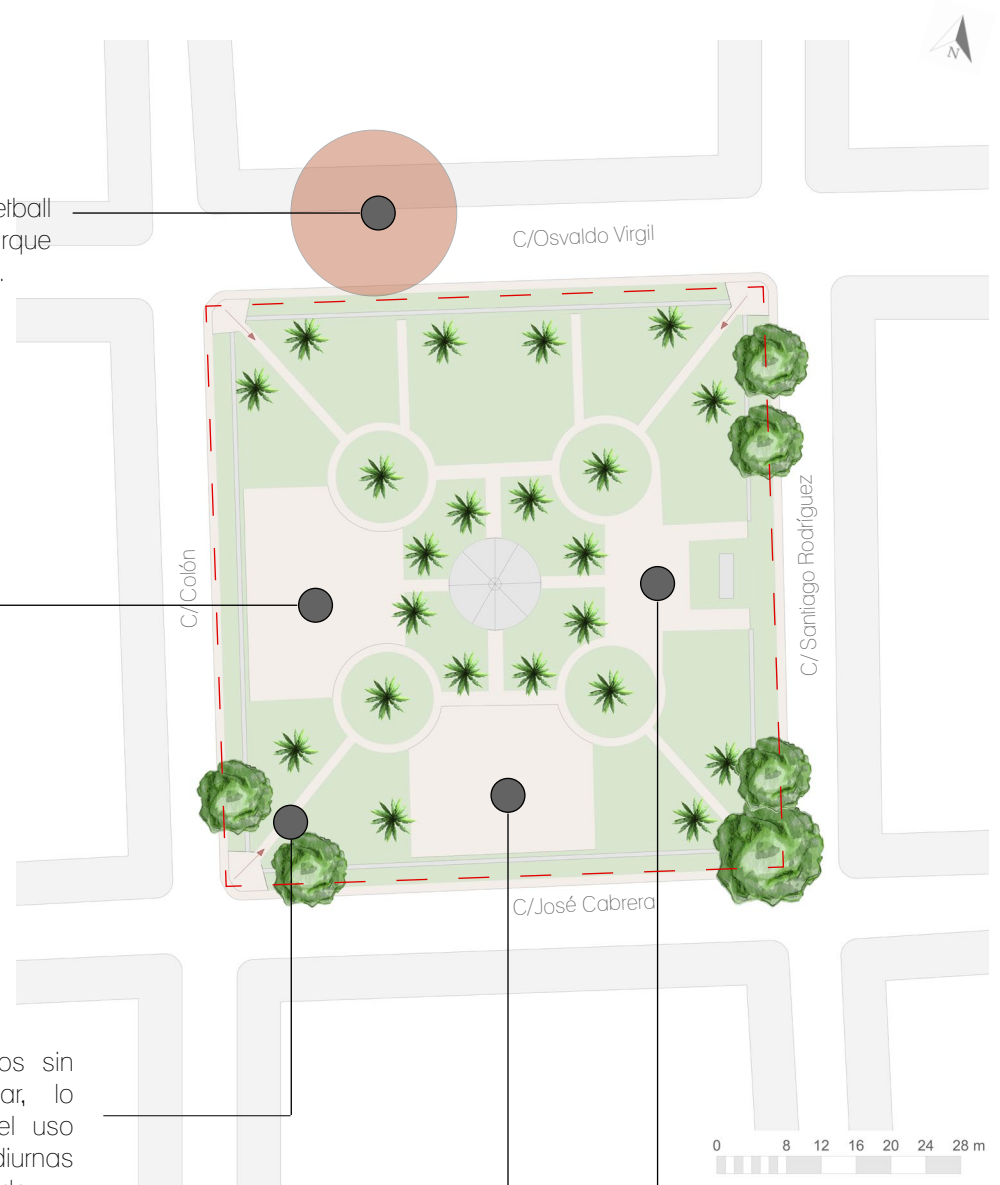 N
rque
C/Osvaldo Virgil
.
C/Colón
C/ Santiago Rodríguez
C/José Cabrera
os sin
ar, lo
el uso
diurnas
0 8 12 16 20 24 28 m